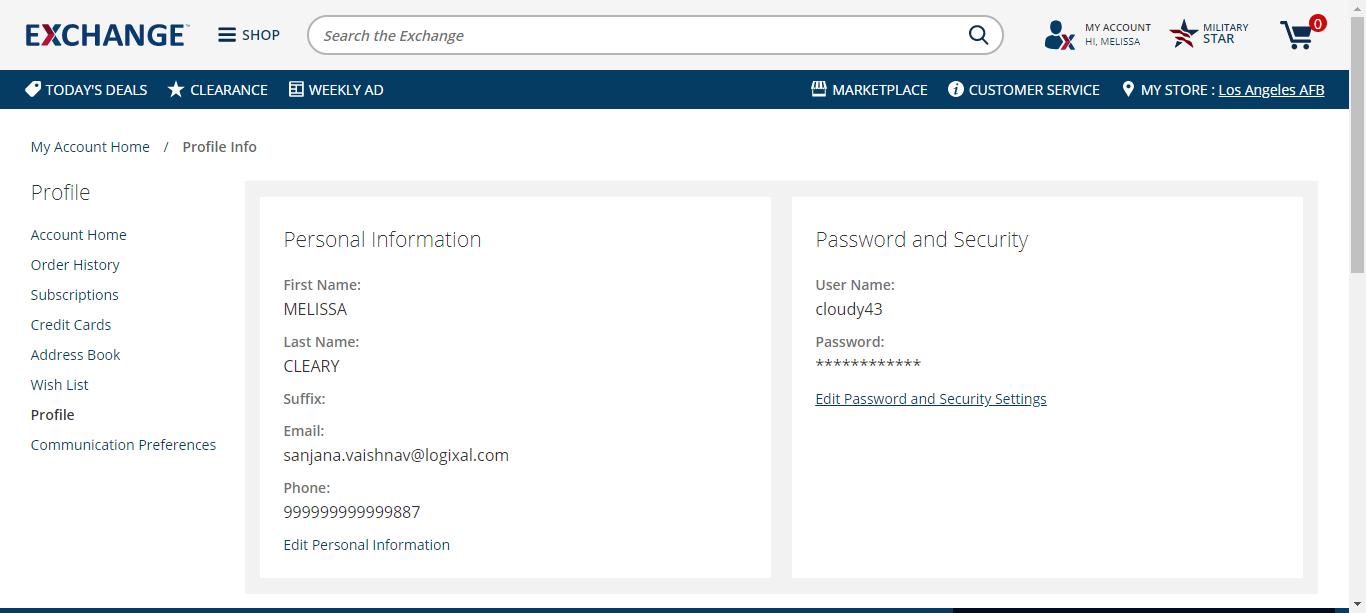 EXCHANGE
SHOP
Search the Exchange
MY ACCOUNT
HI, MELISSA
MILITARY
STAR
0
TODAY'S DEALS
CLEARANCE
WEEKLY AD
MARKETPLACE
CUSTOMER SERVICE
MY STORE : Los Angeles AFB
My Account Home / Profile Info
Profile
Account Home
Order History
Subscriptions
Credit Cards
Address Book
Wish List
Profile
Communication Preferences
Personal Information
First Name:
MELISSA
Last Name:
CLEARY
Suffix:
Email:
sanjana.vaishnav@logixal.com
Phone:
999999999999887
Edit Personal Information
Password and Security
User Name:
cloudy43
Password:
************
Edit Password and Security Settings